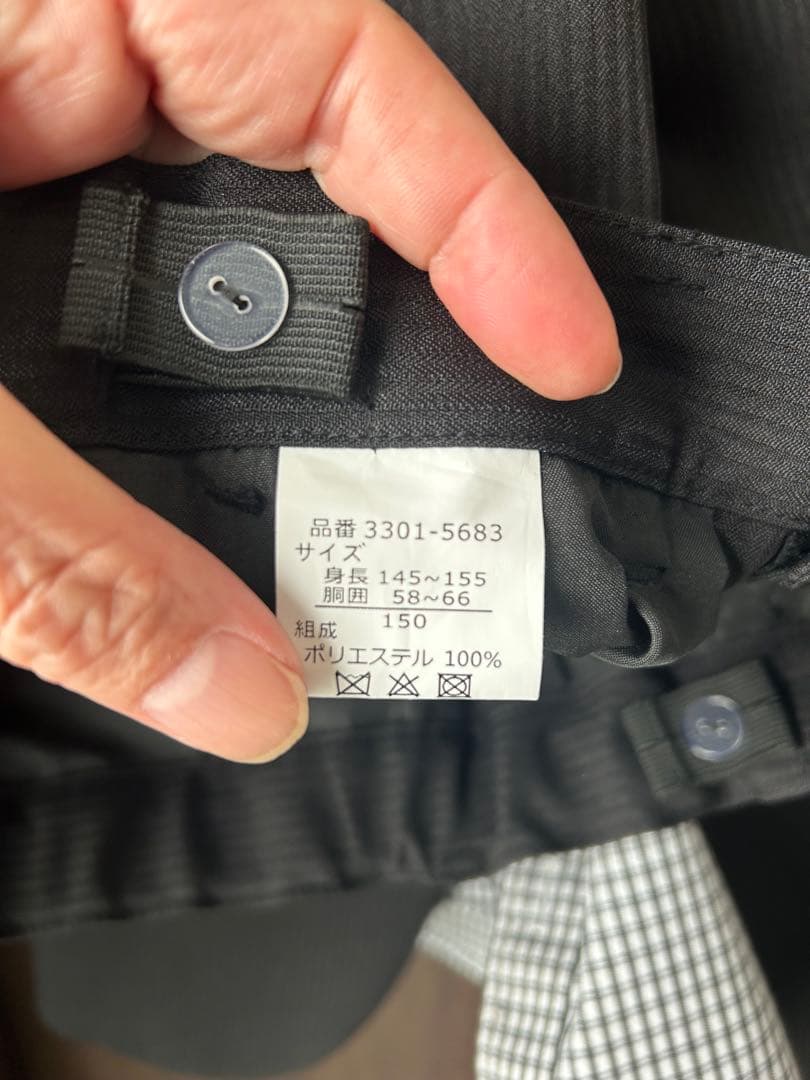 品番 3301-5683
サイズ
身長 145~155
胴囲 58~66
150
組成
ポリエステル 100%